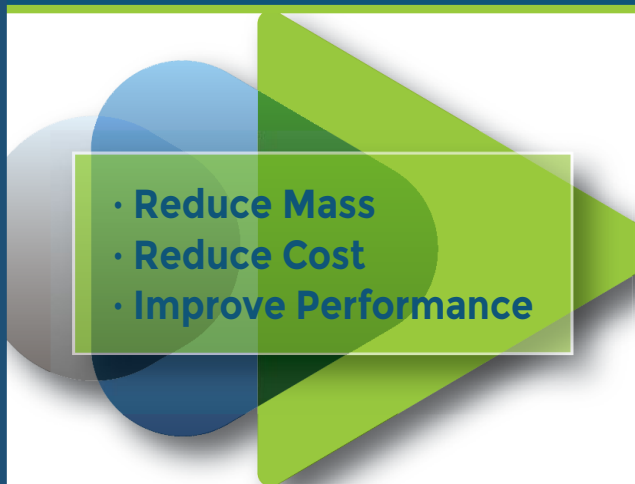 · Reduce Mass
· Reduce Cost
· Improve Performance